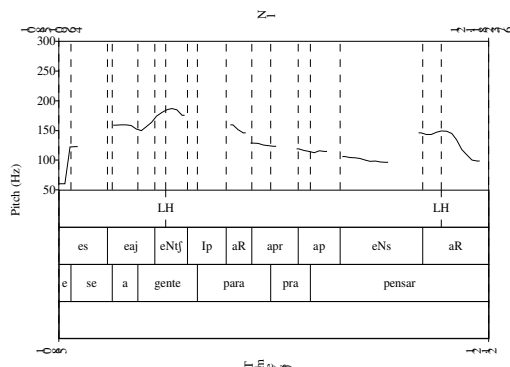 300
250
200
150
100
50
Pitch (Hz)
LH LH
es eaj eNtʃ Ip aR apr ap eNs aR
e se a gente para pra pensar